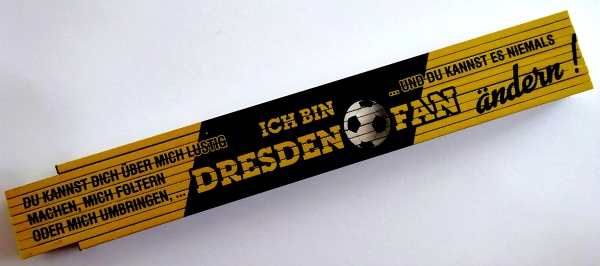 DU KANNST DICH ÜBER MICH LUSTIG
MACHEN, MICH FOLTERN
ODER MICH UMBRINGEN, ...
ICH BIN
DRESDEN FAN
... UND DU KANNST ES NIEMALS
ändern!